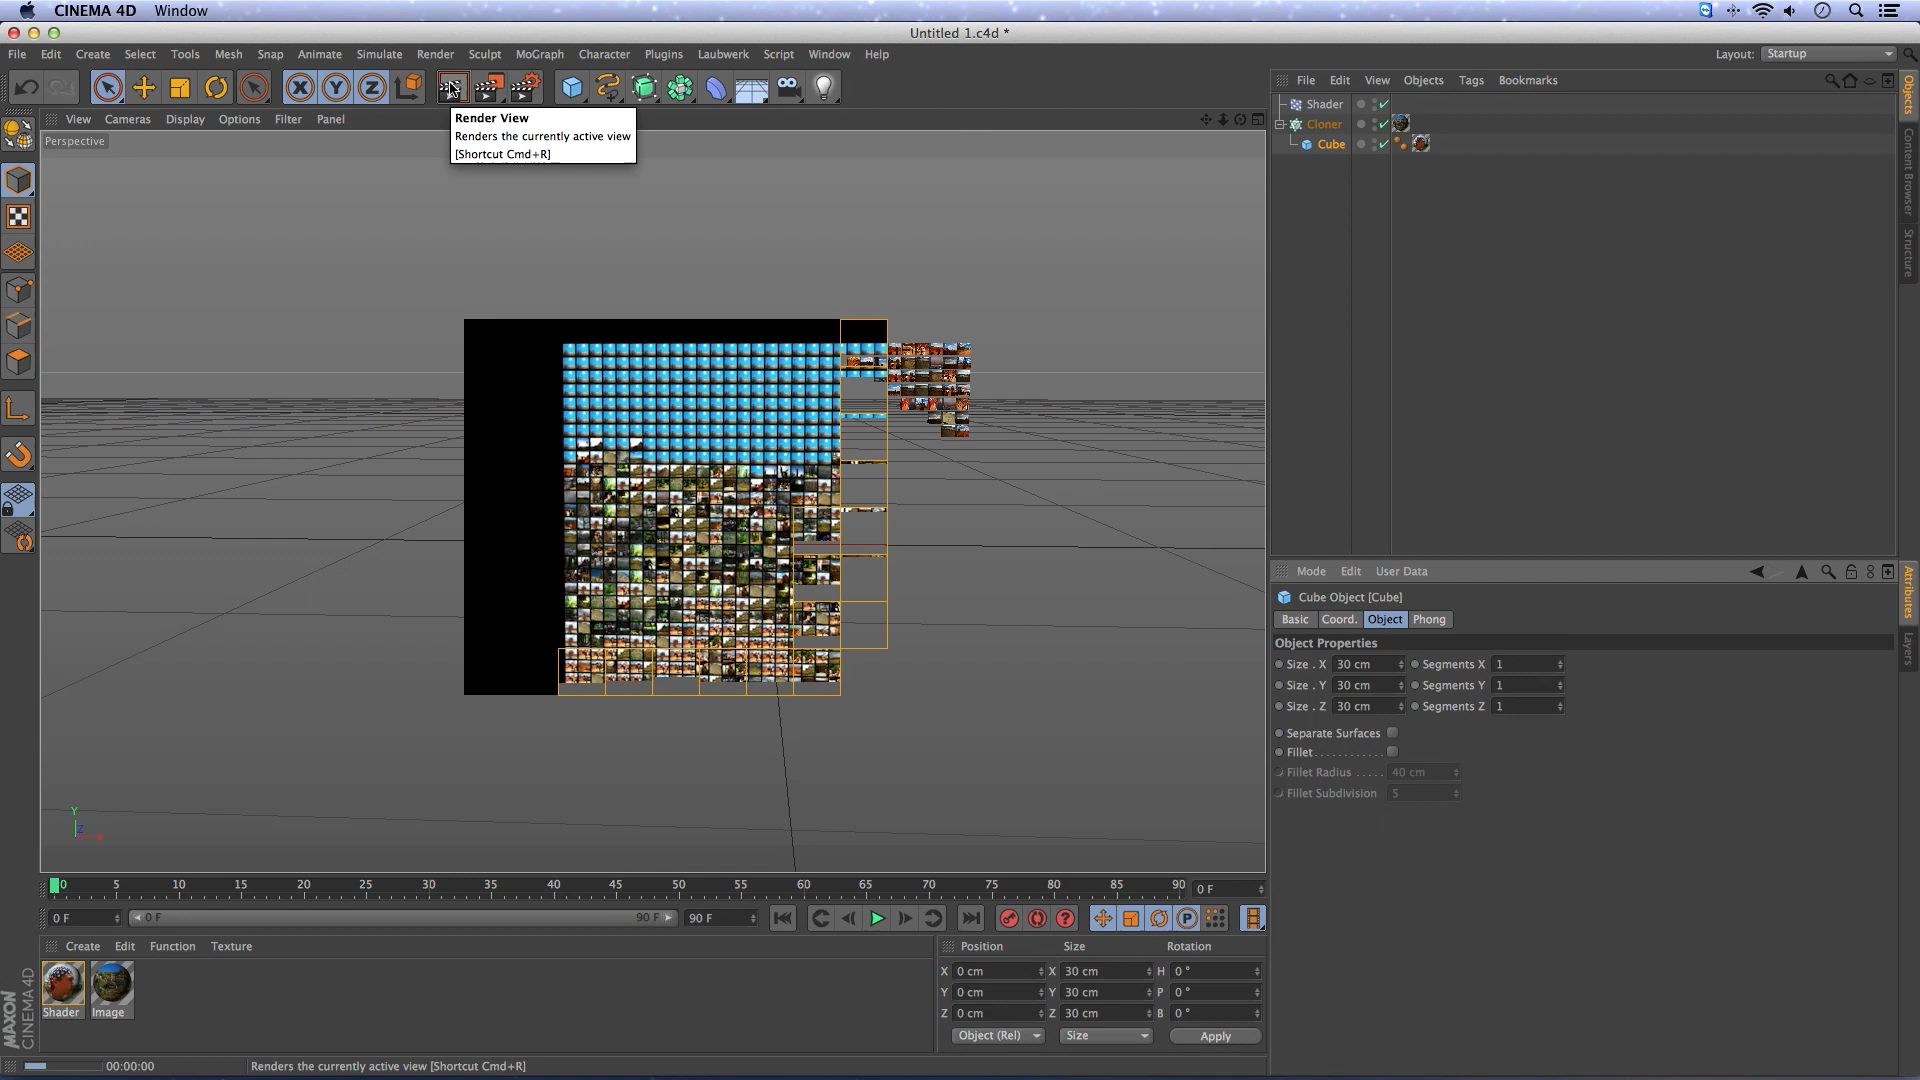 CINEMA 4D Window
Untitled 1.c4d *
File Edit Create Select Tools Mesh Snap Animate Simulate Render Sculpt MoGraph Character Plugins Laubwerk Script Window Help Layout: Startup
X Y Z
View Cameras Display Options Filter Panel
Perspective
Render View
Renders the currently active view
[Shortcut Cmd+R]
File Edit View Objects Tags Bookmarks
Shader
Cloner
Cube
Objects
Content Browser
Structure
Mode Edit User Data
Cube Object [Cube]
Basic Coord. Object Phong
Object Properties
Size . X 30 cm Segments X 1
Size . Y 30 cm Segments Y 1
Size . Z 30 cm Segments Z 1
Separate Surfaces
Fillet . . . . . . . . . . . .
Fillet Radius . . . . . 40 cm
Fillet Subdivision 5
Attributes
Layers
Y
Z
X
0 5 10 15 20 25 30 35 40 45 50 55 60 65 70 75 80 85 90 0 F
0 F 0 F 90 F 90 F
P
Create Edit Function Texture
Shader Image
Position Size Rotation
X 0 cm X 30 cm H 0 °
Y 0 cm Y 30 cm P 0 °
Z 0 cm Z 30 cm B 0 °
Object (Rel) Size Apply
MAXON
CINEMA 4D
00:00:00 Renders the currently active view [Shortcut Cmd+R]